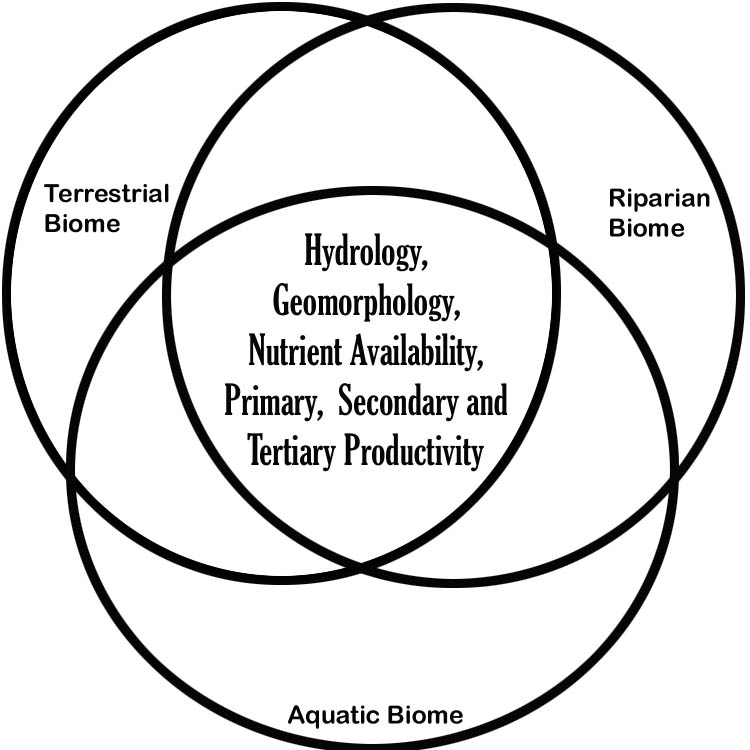 Terrestrial
Biome
Riparian
Biome
Hydrology,
Geomorphology,
Nutrient Availability,
Primary, Secondary and
Tertiary Productivity
Aquatic Biome